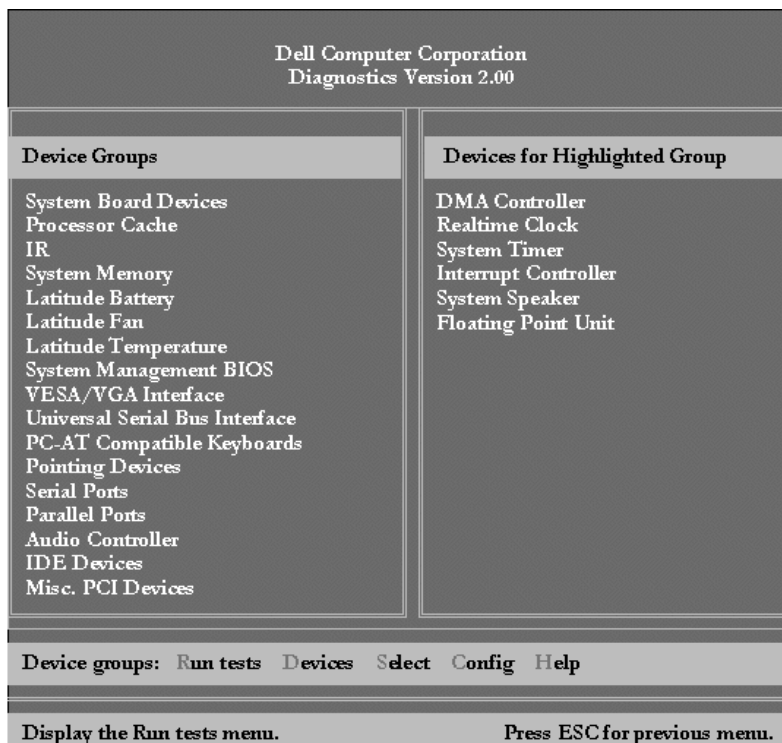 Dell Computer Corporation
Diagnostics Version 2.00
Device Groups
System Board Devices
Processor Cache
IR
System Memory
Latitude Battery
Latitude Fan
Latitude Temperature
System Management BIOS
VESA/VGA Interface
Universal Serial Bus Interface
PC-AT Compatible Keyboards
Pointing Devices
Serial Ports
Parallel Ports
Audio Controller
IDE Devices
Misc. PCI Devices
Devices for Highlighted Group
DMA Controller
Realtime Clock
System Timer
Interrupt Controller
System Speaker
Floating Point Unit
Device groups: Run tests Devices Select Config Help
Display the Run tests menu. Press ESC for previous menu.